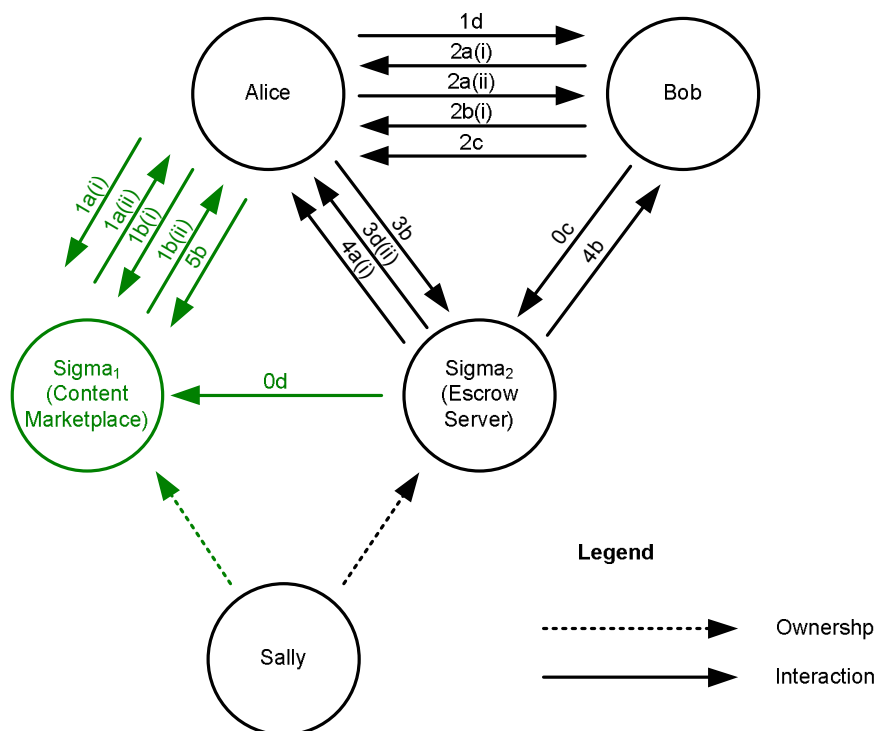 1d
2a(i)
2a(ii)
2b(i)
2c
Alice
Bob
1a(i)
1a(ii)
1b(i)
1b(ii)
5b
3b
3d(ii)
4a(i)
0c
4b
Sigma₁
(Content
Marketplace)
0d
Sigma₂
(Escrow
Server)
Legend
Ownershp
Interaction
Sally